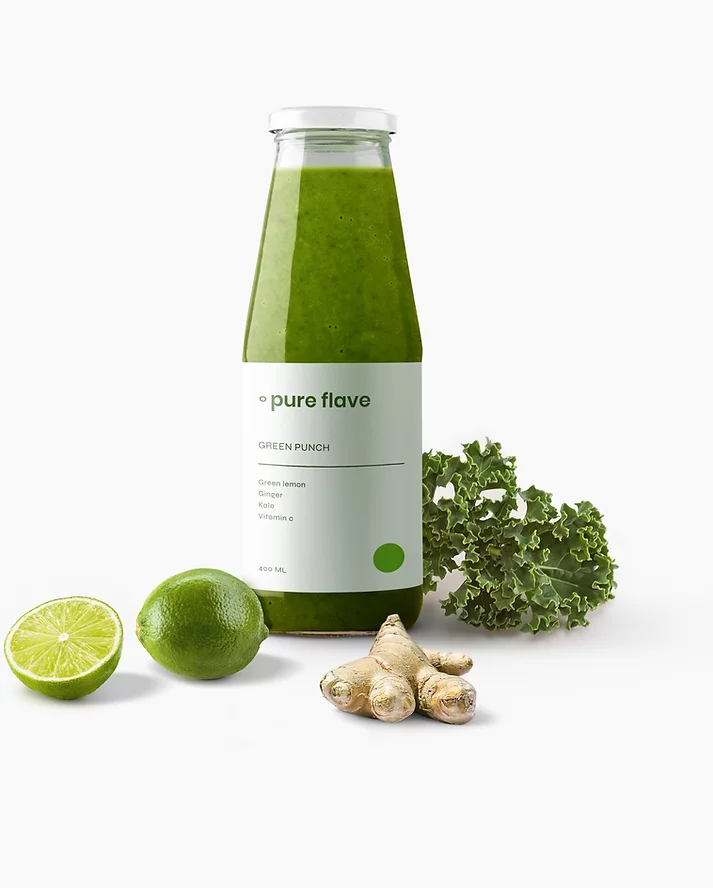 pure flave
GREEN PUNCH
Green lemon
Ginger
Kale
Vitamin c
400 ML